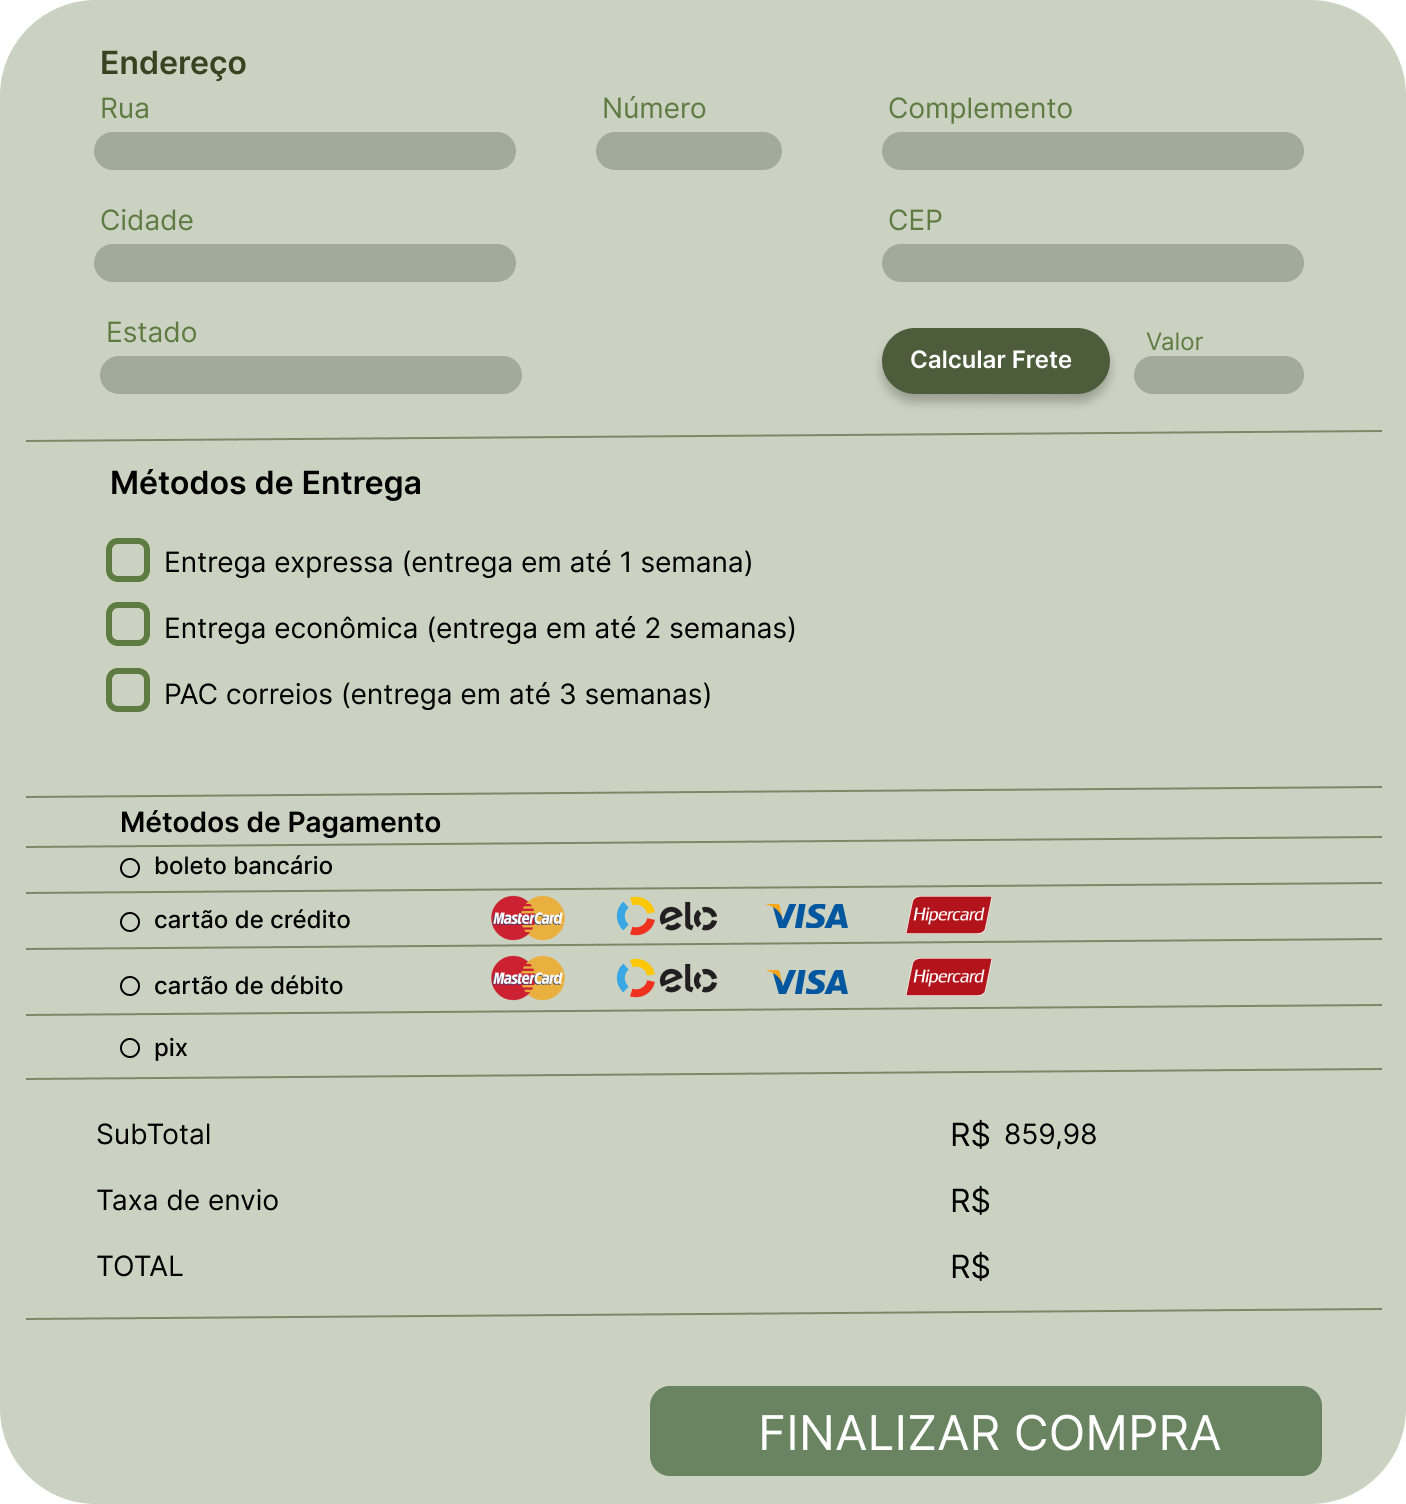 Endereço
Rua Número Complemento
Cidade CEP
Estado
Calcular Frete Valor
Métodos de Entrega
Entrega expressa (entrega em até 1 semana)
Entrega econômica (entrega em até 2 semanas)
PAC correios (entrega em até 3 semanas)
Métodos de Pagamento
boleto bancário
cartão de crédito MasterCard elo VISA Hipercard
cartão de débito MasterCard elo VISA Hipercard
pix
SubTotal R$ 859,98
Taxa de envio R$
TOTAL R$
FINALIZAR COMPRA